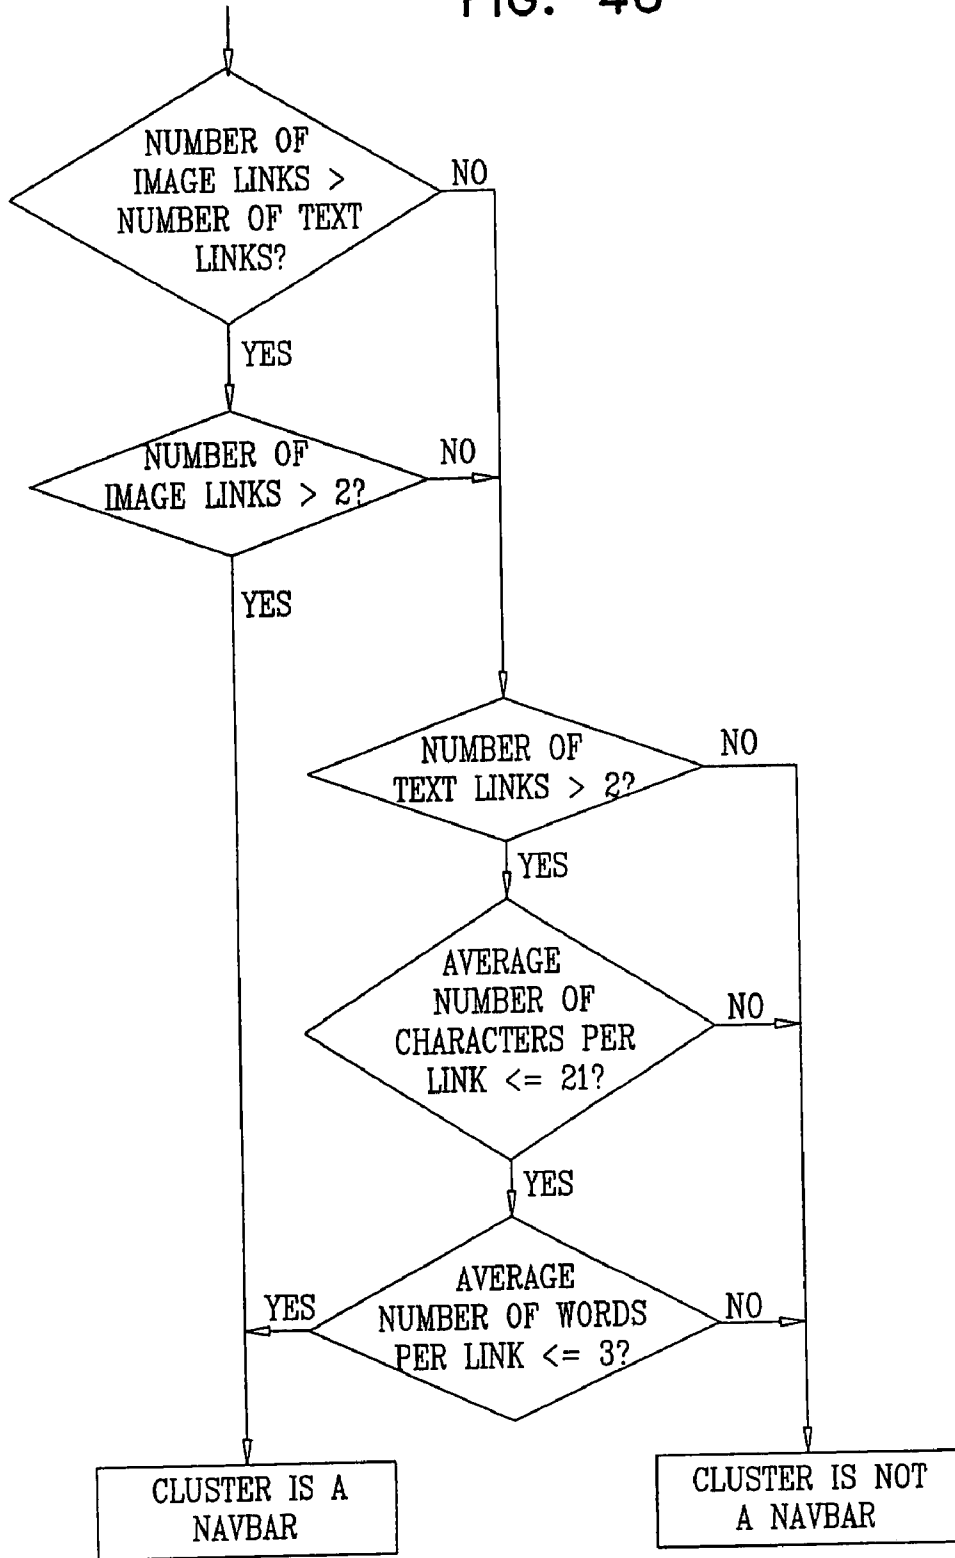 NUMBER OF
IMAGE LINKS >
NUMBER OF TEXT
LINKS?
NO
YES
NUMBER OF
IMAGE LINKS > 2?
NO
YES
NUMBER OF
TEXT LINKS > 2?
NO
YES
AVERAGE
NUMBER OF
CHARACTERS PER
LINK <= 21?
NO
YES
AVERAGE
NUMBER OF WORDS
PER LINK <= 3?
YES
NO
CLUSTER IS A
NAVBAR
CLUSTER IS NOT
A NAVBAR